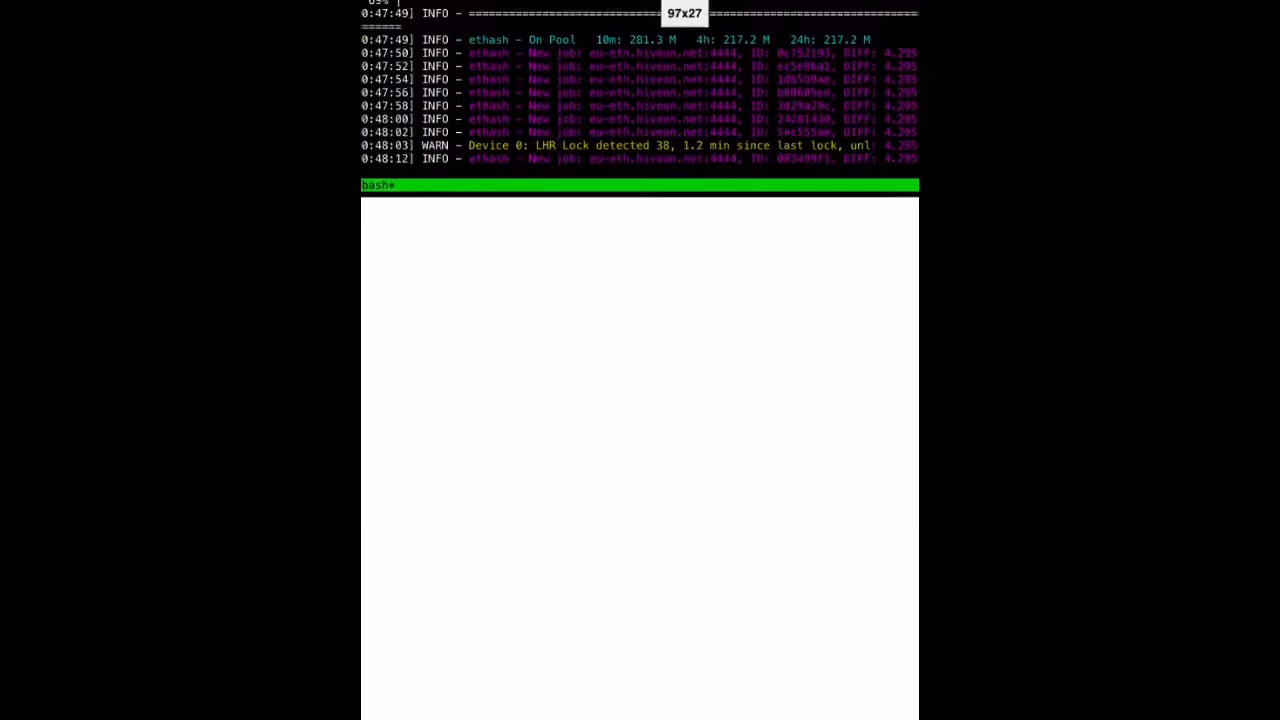 69% |
0:47:49] INFO - ==================================================================
97x27
======
0:47:49] INFO - ethash - On Pool 10m: 281.3 M 4h: 217.2 M 24h: 217.2 M
0:47:50] INFO - ethash - New job: eu-eth.hiveon.net:4444, ID: 0c752193, DIFF: 4.295
0:47:52] INFO - ethash - New job: eu-eth.hiveon.net:4444, ID: ec5e8ba1, DIFF: 4.295
0:47:54] INFO - ethash - New job: eu-eth.hiveon.net:4444, ID: DIFF: 4.295
0:47:56] INFO - ethash - New job: eu-eth.hiveon.net:4444, ID: DIFF: 4.295
0:47:58] INFO - ethash - New job: eu-eth.hiveon.net:4444, ID: 3d29a29c, DIFF: 4.295
0:48:00] INFO - ethash - New job: eu-eth.hiveon.net:4444, ID: 24281430, DIFF: 4.295
0:48:02] INFO - ethash - New job: eu-eth.hiveon.net:4444, ID: DIFF: 4.295
0:48:03] WARN - Device 0: LHR Lock detected 38, 1.2 min since last lock, unl 4.295
0:48:12] INFO - ethash - New job: eu-eth.hiveon.net:4444, ID: 083499f1, DIFF: 4.295
bash*